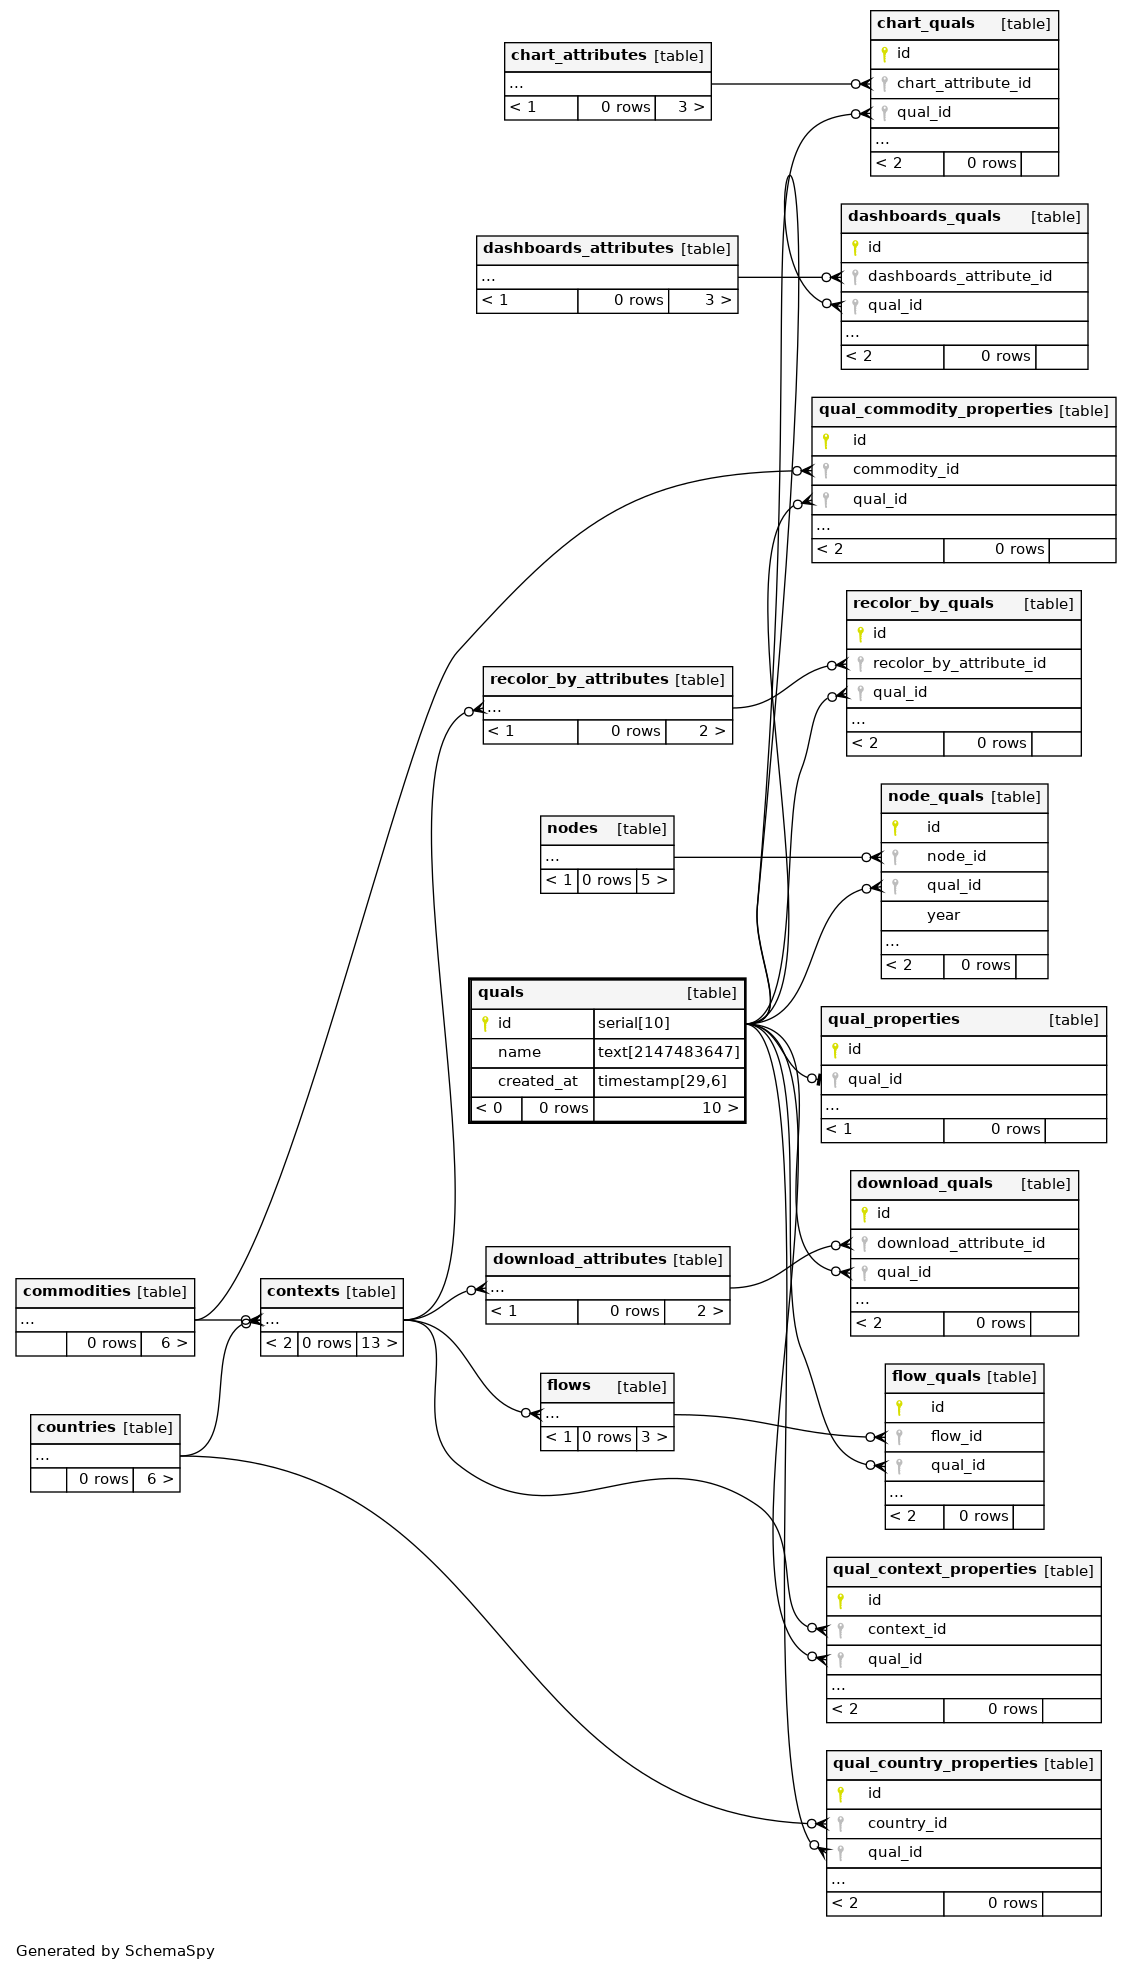 chart_quals [table]
id
chart_attribute_id
qual_id
...
< 2 0 rows
chart_attributes [table]
...
< 1 0 rows 3 >
dashboards_quals [table]
id
dashboards_attribute_id
qual_id
...
< 2 0 rows
dashboards_attributes [table]
...
< 1 0 rows 3 >
qual_commodity_properties [table]
id
commodity_id
qual_id
...
< 2 0 rows
recolor_by_quals [table]
id
recolor_by_attribute_id
qual_id
...
< 2 0 rows
recolor_by_attributes [table]
...
< 1 0 rows 2 >
node_quals [table]
id
node_id
qual_id
year
...
< 2 0 rows
nodes [table]
...
< 1 0 rows 5 >
quals [table]
id serial[10]
name text[2147483647]
created_at timestamp[29,6]
< 0 0 rows 10 >
qual_properties [table]
id
qual_id
...
< 1 0 rows
download_quals [table]
id
download_attribute_id
qual_id
...
< 2 0 rows
download_attributes [table]
...
< 1 0 rows 2 >
commodities [table]
...
0 rows 6 >
contexts [table]
...
< 2 0 rows 13 >
flow_quals [table]
id
flow_id
qual_id
...
< 2 0 rows
flows [table]
...
< 1 0 rows 3 >
countries [table]
...
0 rows 6 >
qual_context_properties [table]
id
context_id
qual_id
...
< 2 0 rows
qual_country_properties [table]
id
country_id
qual_id
...
< 2 0 rows
Generated by SchemaSpy